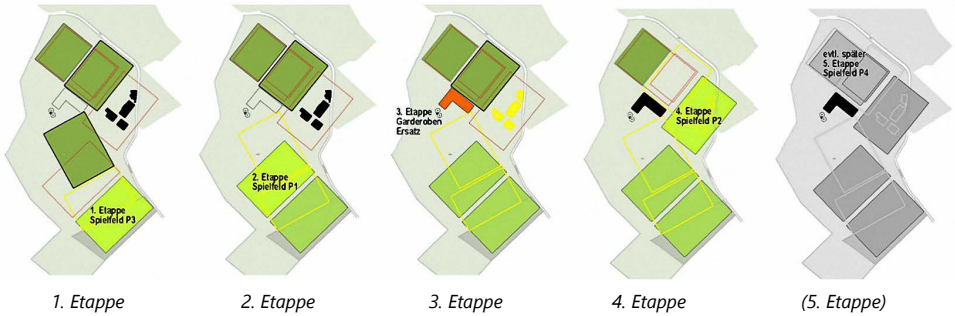 1. Etappe
Spielfeld P3
2. Etappe
Spielfeld P1
3. Etappe
Garderoben
Ersatz
4. Etappe
Spielfeld P2
evtl. später
5. Etappe
Spielfeld P4
1. Etappe
2. Etappe
3. Etappe
4. Etappe
(5. Etappe)